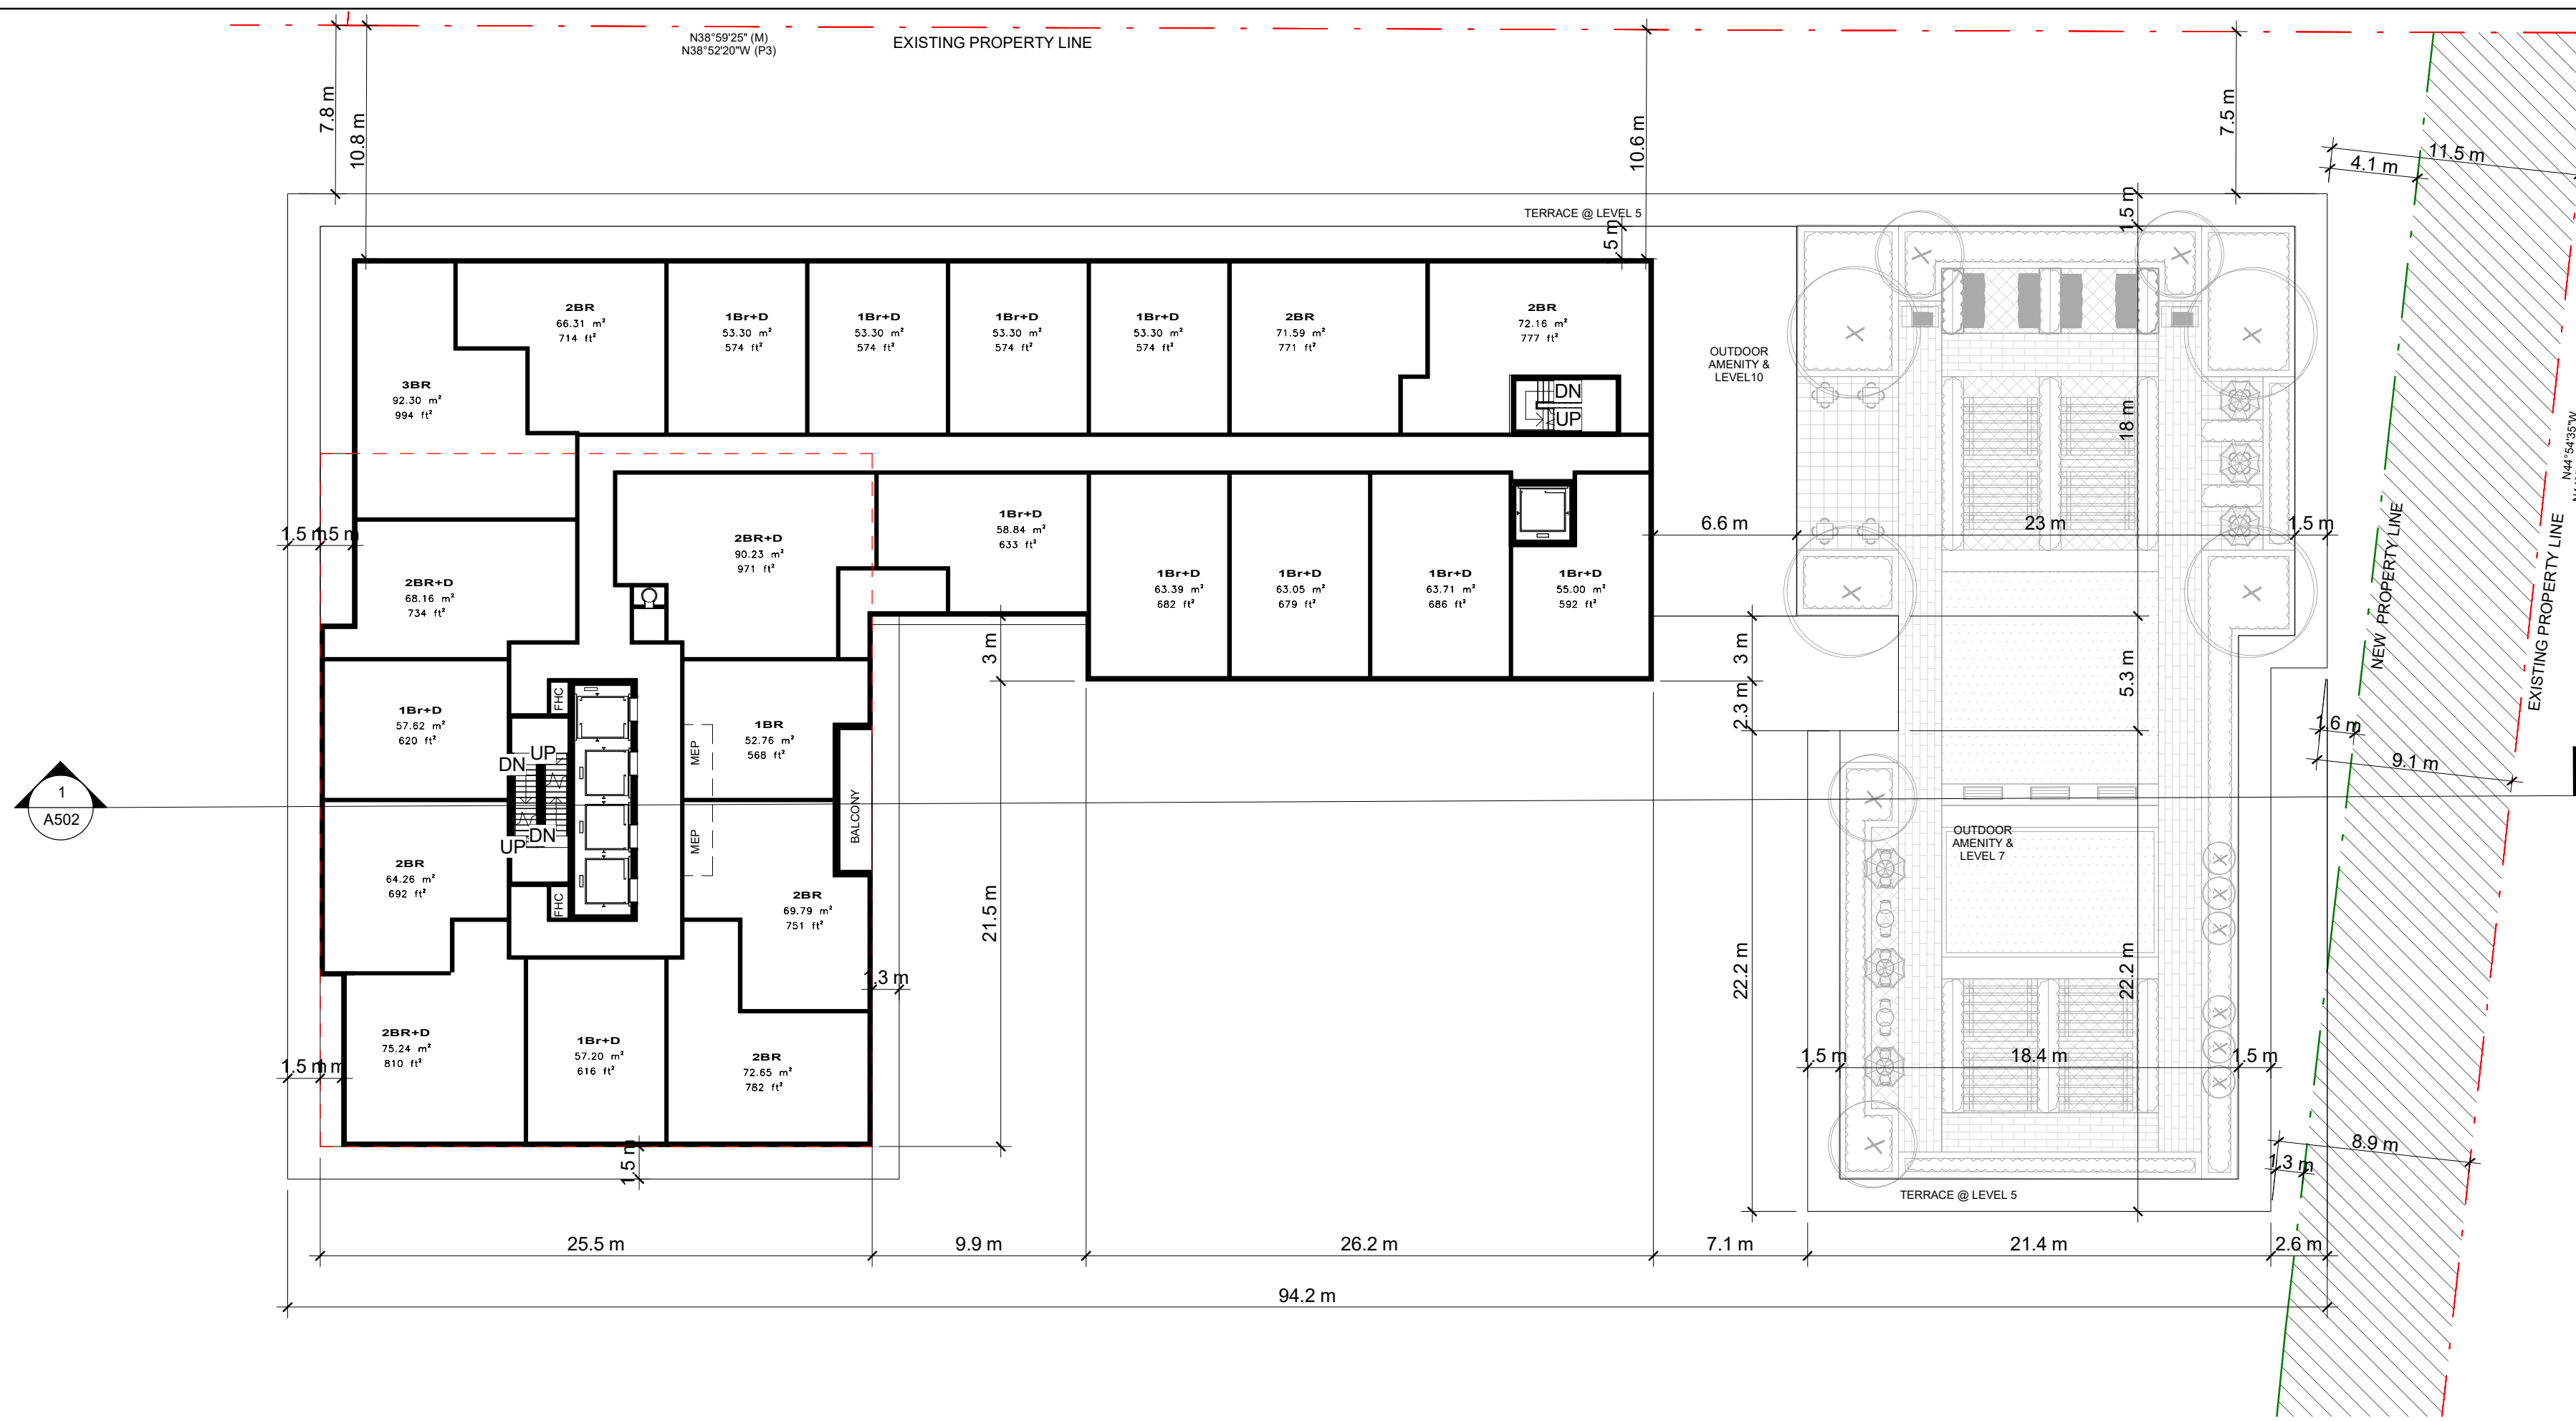 N38°59'25" (M)
N38°52'20"W (P3)
EXISTING PROPERTY LINE
7.8 m
10.8 m
10.6 m
7.5 m
11.5 m
4.1 m
TERRACE @ LEVEL 5
.5 m
1.5 m
2BR
66.31 m²
714 ft²
1Br+D
53.30 m²
574 ft²
1Br+D
53.30 m²
574 ft²
1Br+D
53.30 m²
574 ft²
1Br+D
53.30 m²
574 ft²
2BR
71.59 m²
771 ft²
2BR
72.16 m²
777 ft²
DN
UP
3BR
92.30 m²
994 ft²
OUTDOOR
AMENITY &
LEVEL10
18 m
N44°54'35"W
1.5 m
.5 m
2BR+D
68.16 m²
734 ft²
2BR+D
90.23 m²
971 ft²
1Br+D
58.84 m²
633 ft²
1Br+D
63.39 m²
682 ft²
1Br+D
63.05 m²
679 ft²
1Br+D
63.71 m²
686 ft²
1Br+D
55.00 m²
592 ft²
6.6 m
23 m
1.5 m
NEW PROPERTY LINE
EXISTING PROPERTY LINE
3 m
3 m
2.3 m
5.3 m
1.6 m
9.1 m
1Br+D
57.62 m²
620 ft²
FHC
UP
DN
DN
UP
FHC
1BR
52.76 m²
568 ft²
MEP
MEP
BALCONY
1
A502
2BR
64.26 m²
692 ft²
2BR
69.79 m²
751 ft²
OUTDOOR
AMENITY &
LEVEL 7
21.5 m
22.2 m
22.2 m
1.3 m
2BR+D
75.24 m²
810 ft²
1Br+D
57.20 m²
616 ft²
2BR
72.65 m²
782 ft²
1.5 m
1 m
1.5 m
18.4 m
1.5 m
8.9 m
1.3 m
1.5 m
TERRACE @ LEVEL 5
25.5 m
9.9 m
26.2 m
7.1 m
21.4 m
2.6 m
94.2 m